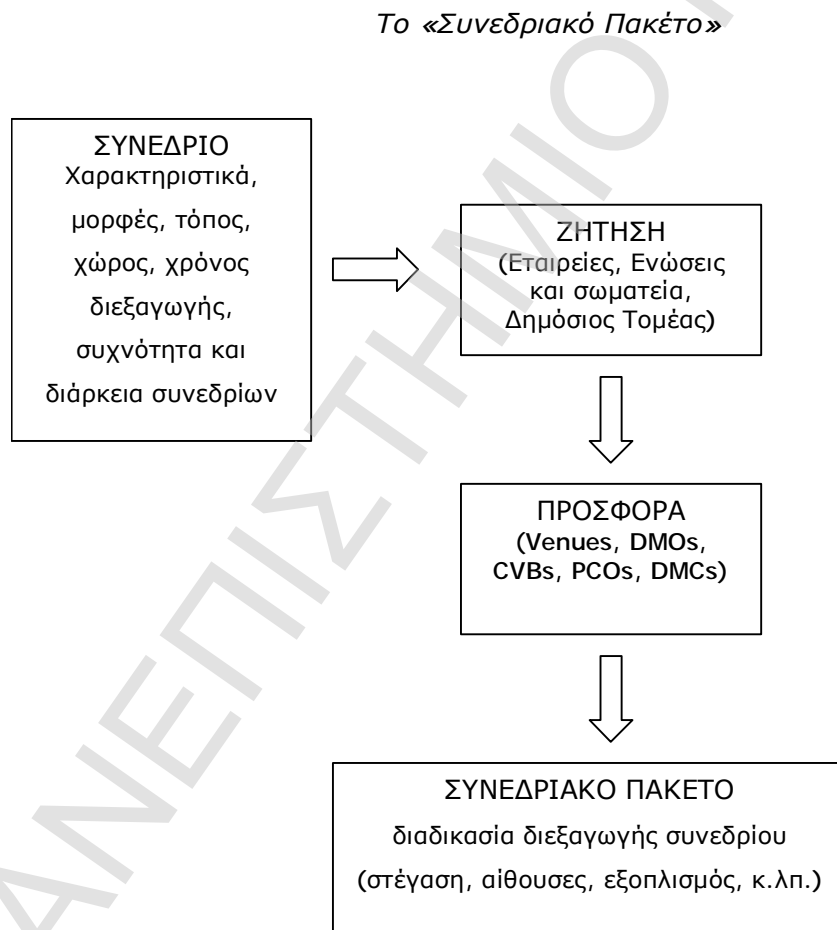 Το «Συνεδριακό Πακέτο»
ΣΥΝΕΔΡΙΟ
Χαρακτηριστικά,
μορφές, τόπος,
χώρος, χρόνος
διεξαγωγής,
συχνότητα και
διάρκεια συνεδρίων
ΖΗΤΗΣΗ
(Εταιρείες, Ενώσεις
και σωματεία,
Δημόσιος Τομέας)
ΠΡΟΣΦΟΡΑ
(Venues, DMOs,
CVBs, PCOs, DMCs)
ΣΥΝΕΔΡΙΑΚΟ ΠΑΚΕΤΟ
διαδικασία διεξαγωγής συνεδρίου
(στέγαση, αίθουσες, εξοπλισμός, κ.λπ.)
ΑΝΕΠΙΣΤΗΜΙΟ